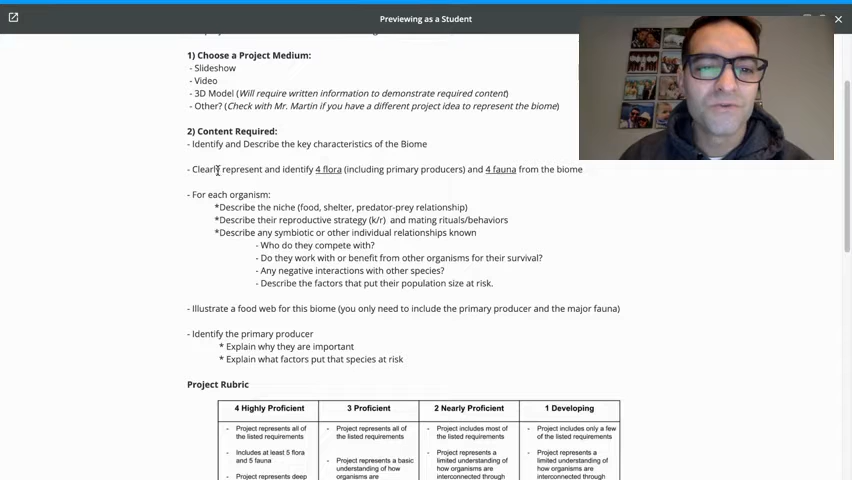 Previewing as a Student
1) Choose a Project Medium:
- Slideshow
- Video
- 3D Model (Will require written information to demonstrate required content)
- Other? (Check with Mr. Martin if you have a different project idea to represent the biome)
2) Content Required:
- Identify and Describe the key characteristics of the Biome
- Clearly represent and identify 4 flora (including primary producers) and 4 fauna from the biome
- For each organism:
*Describe the niche (food, shelter, predator-prey relationship)
*Describe their reproductive strategy (k/r) and mating rituals/behaviors
*Describe any symbiotic or other individual relationships known
- Who do they compete with?
- Do they work with or benefit from other organisms for their survival?
- Any negative interactions with other species?
- Describe the factors that put their population size at risk.
- Illustrate a food web for this biome (you only need to include the primary producer and the major fauna)
- Identify the primary producer
* Explain why they are important
* Explain what factors put that species at risk
Project Rubric
4 Highly Proficient
- Project represents all of
the listed requirements
- Includes at least 5 flora
and 5 fauna
- Project represents deep
3 Proficient
- Project represents all of
the listed requirements
- Project represents a basic
understanding of how
organisms are
2 Nearly Proficient
- Project includes most of
the listed requirements
- Project represents a
limited understanding of
how organisms are
interconnected through
1 Developing
- Project includes only a few
of the listed requirements
- Project represents a
limited understanding of
how organisms are
interconnected through